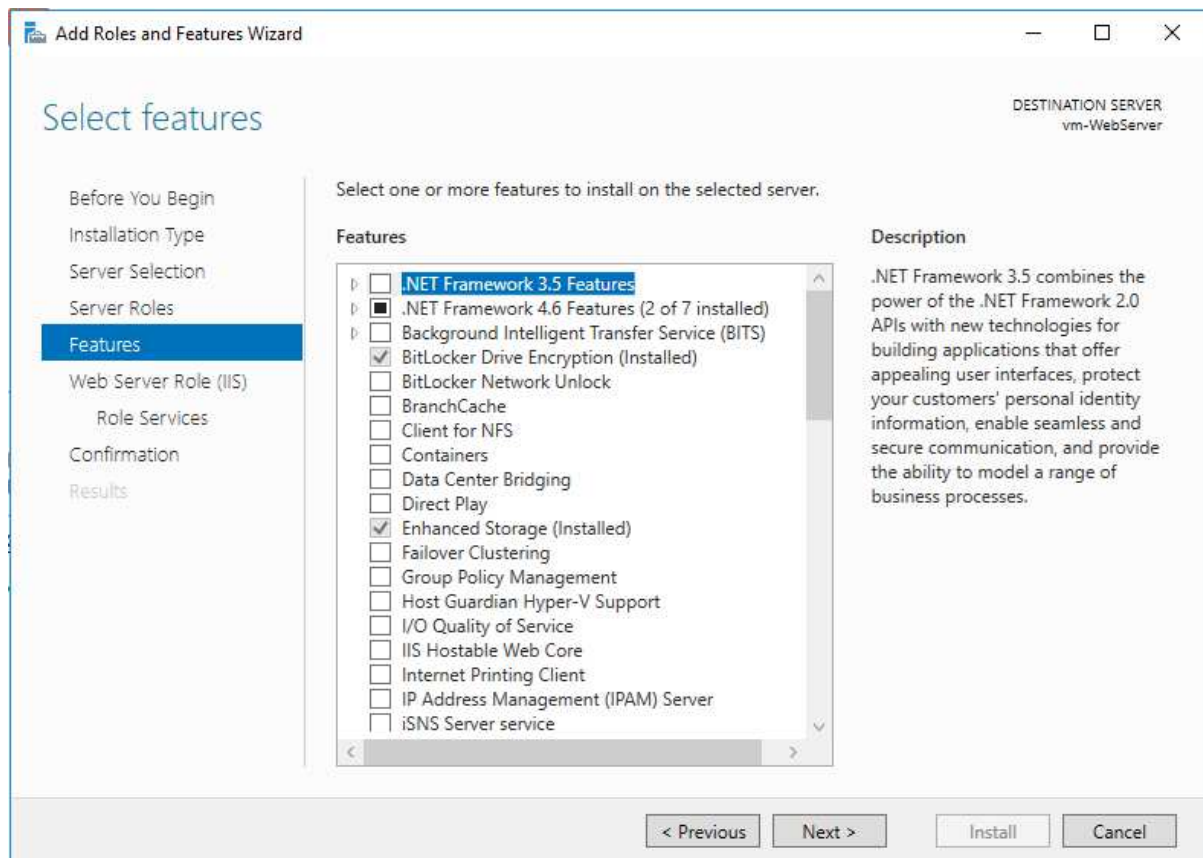 Add Roles and Features Wizard
Select features
DESTINATION SERVER
vm-WebServer
Before You Begin
Installation Type
Server Selection
Server Roles
Features
Web Server Role (IIS)
Role Services
Confirmation
Results
Select one or more features to install on the selected server.
Features
.NET Framework 3.5 Features
.NET Framework 4.6 Features (2 of 7 installed)
Background Intelligent Transfer Service (BITS)
BitLocker Drive Encryption (Installed)
BitLocker Network Unlock
BranchCache
Client for NFS
Containers
Data Center Bridging
Direct Play
Enhanced Storage (Installed)
Failover Clustering
Group Policy Management
Host Guardian Hyper-V Support
I/O Quality of Service
IIS Hostable Web Core
Internet Printing Client
IP Address Management (IPAM) Server
iSNS Server service
Description
.NET Framework 3.5 combines the
power of the .NET Framework 2.0
APIs with new technologies for
building applications that offer
appealing user interfaces, protect
your customers' personal identity
information, enable seamless and
secure communication, and provide
the ability to model a range of
business processes.
< Previous
Next >
Install
Cancel